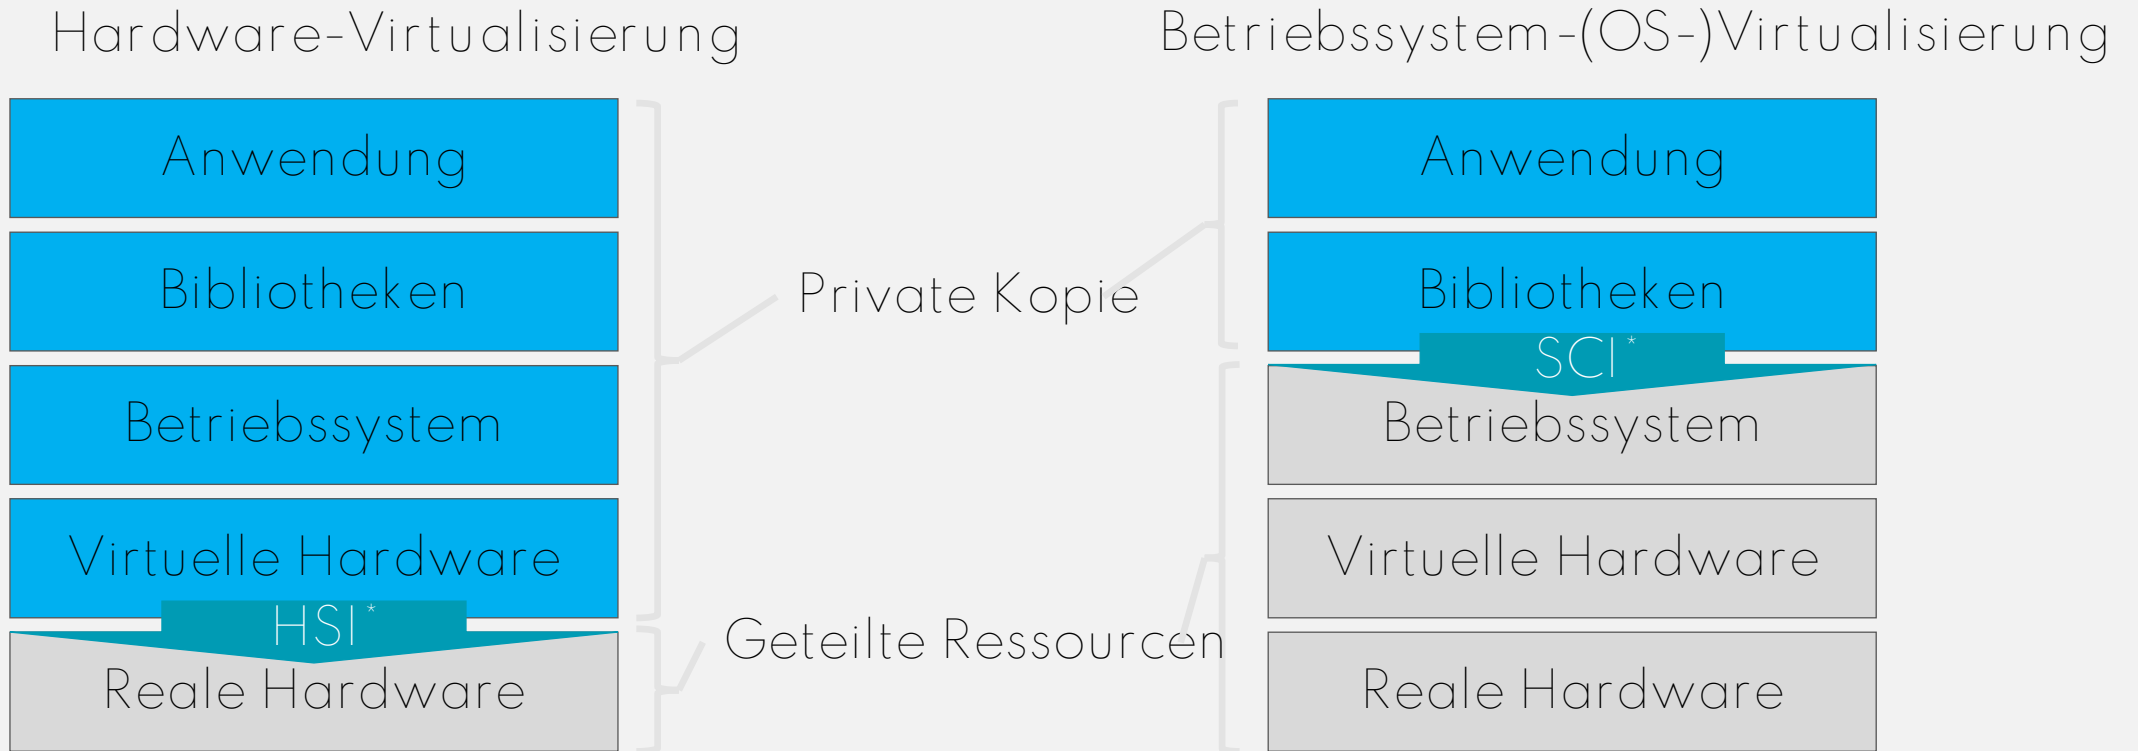 Hardware-Virtualisierung
Betriebssystem-(OS-)Virtualisierung
Anwendung
Bibliotheken
Betriebssystem
Virtuelle Hardware
HSI*
Reale Hardware
Private Kopie
Geteilte Ressourcen
Anwendung
Bibliotheken
SCI*
Betriebssystem
Virtuelle Hardware
Reale Hardware